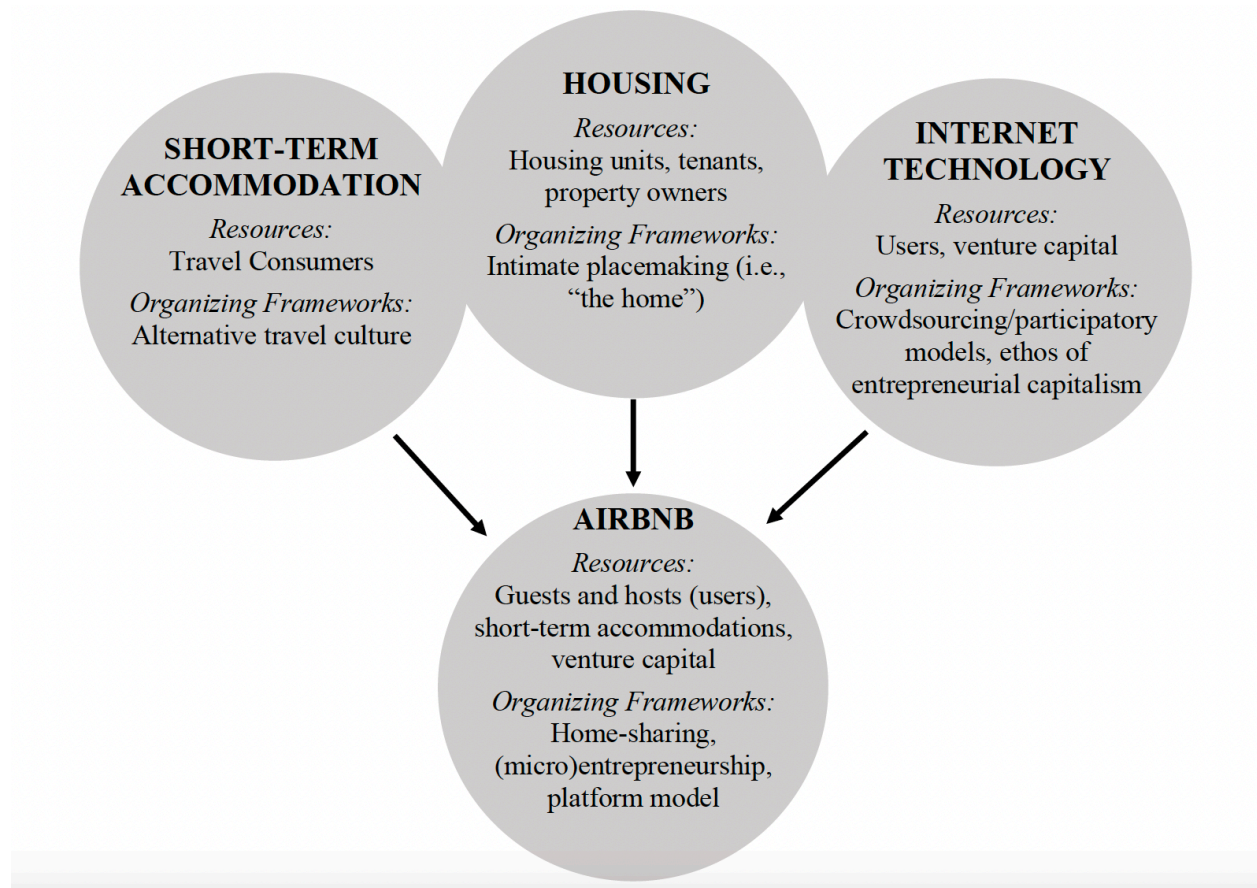 SHORT-TERM
ACCOMMODATION
Resources:
Travel Consumers
Organizing Frameworks:
Alternative travel culture
HOUSING
Resources:
Housing units, tenants,
property owners
Organizing Frameworks:
Intimate placemaking (i.e.,
“the home”)
INTERNET
TECHNOLOGY
Resources:
Users, venture capital
Organizing Frameworks:
Crowdsourcing/participatory
models, ethos of
entrepreneurial capitalism
AIRBNB
Resources:
Guests and hosts (users),
short-term accommodations,
venture capital
Organizing Frameworks:
Home-sharing,
(micro)entrepreneurship,
platform model